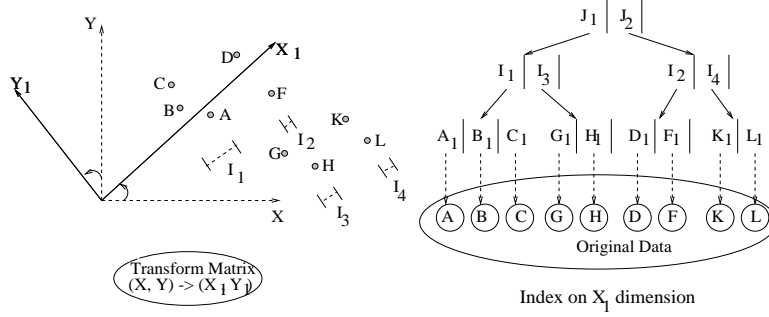 Y
D
X1
Y1
C
F
B
A
K
I2
L
G
H
I1
X
I3
I4
Transform Matrix
(X, Y) -> (X1 Y1)
J1 J2
I1 I3 I2 I4
A1 B1 C1 G1 H1 D1 F1 K1 L1
A B C G H D F K L
Original Data
Index on X1 dimension